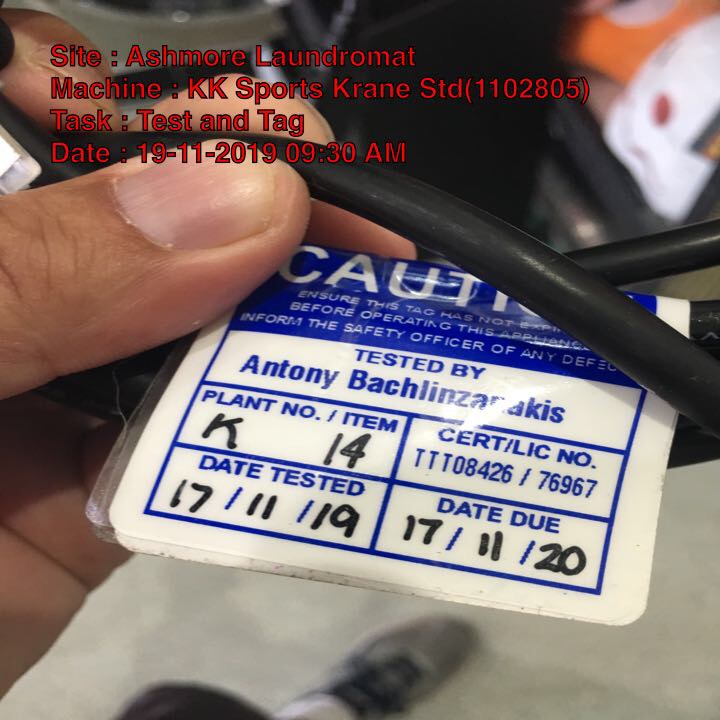 Site : Ashmore Laundromat
Machine : KK Sports Krane Std(1102805)
Task : Test and Tag
Date : 19-11-2019 09:30 AM
ENSURE THIS TAG HAS NOT
BEFORE OPERATING THIS
INFORM THE SAFETY OFFICER OF ANY
TESTED BY
Antony Bachlinzanakis
PLANT NO. / ITEM
K 14
CERT/LIC NO.
TTT08426 / 76967
DATE TESTED
17/11/19
DATE DUE
17/11/20